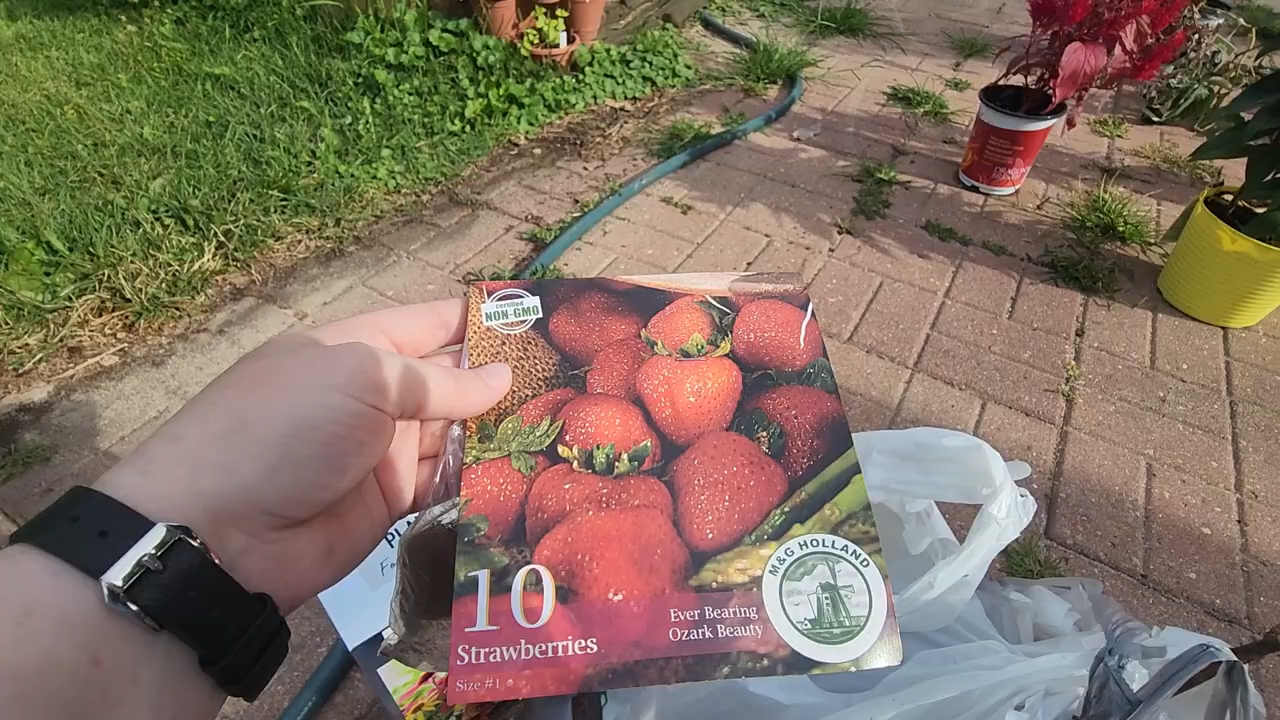 certified
NON-GMO
M&G HOLLAND
10
Strawberries
Size #1
Ever Bearing
Ozark Beauty